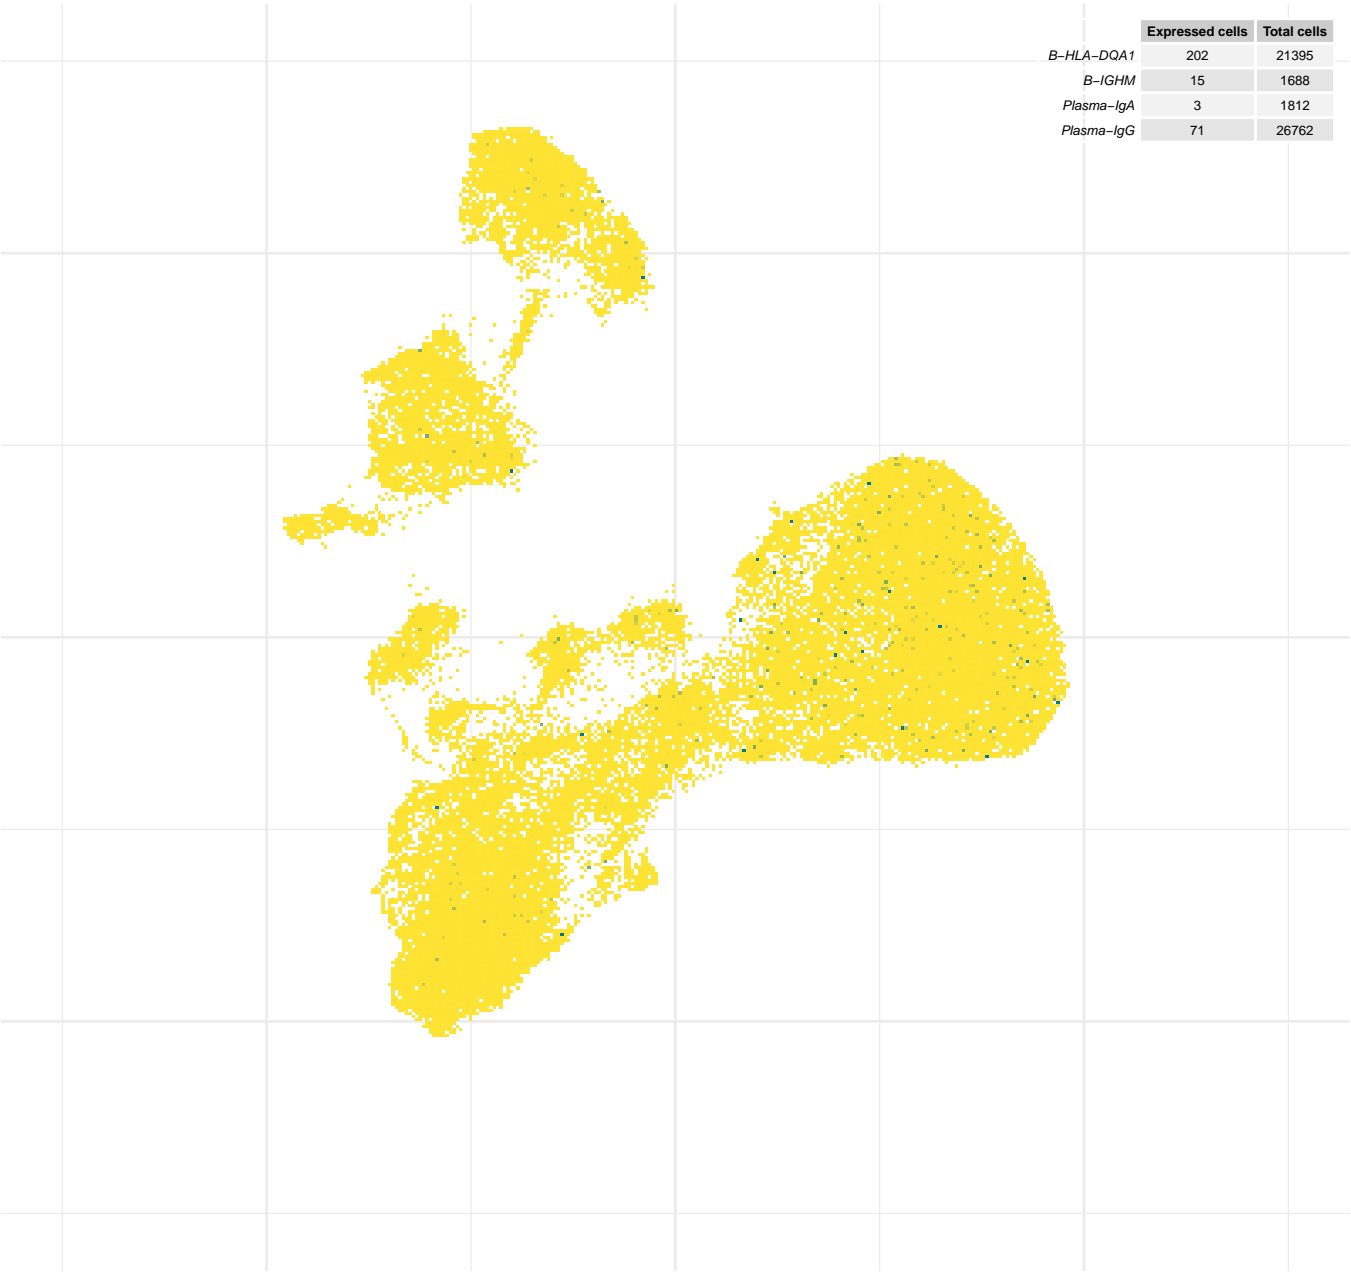 Expressed cells Total cells
B−HLA−DQA1 202 21395
B−IGHM 15 1688
Plasma−IgA 3 1812
Plasma−IgG 71 26762